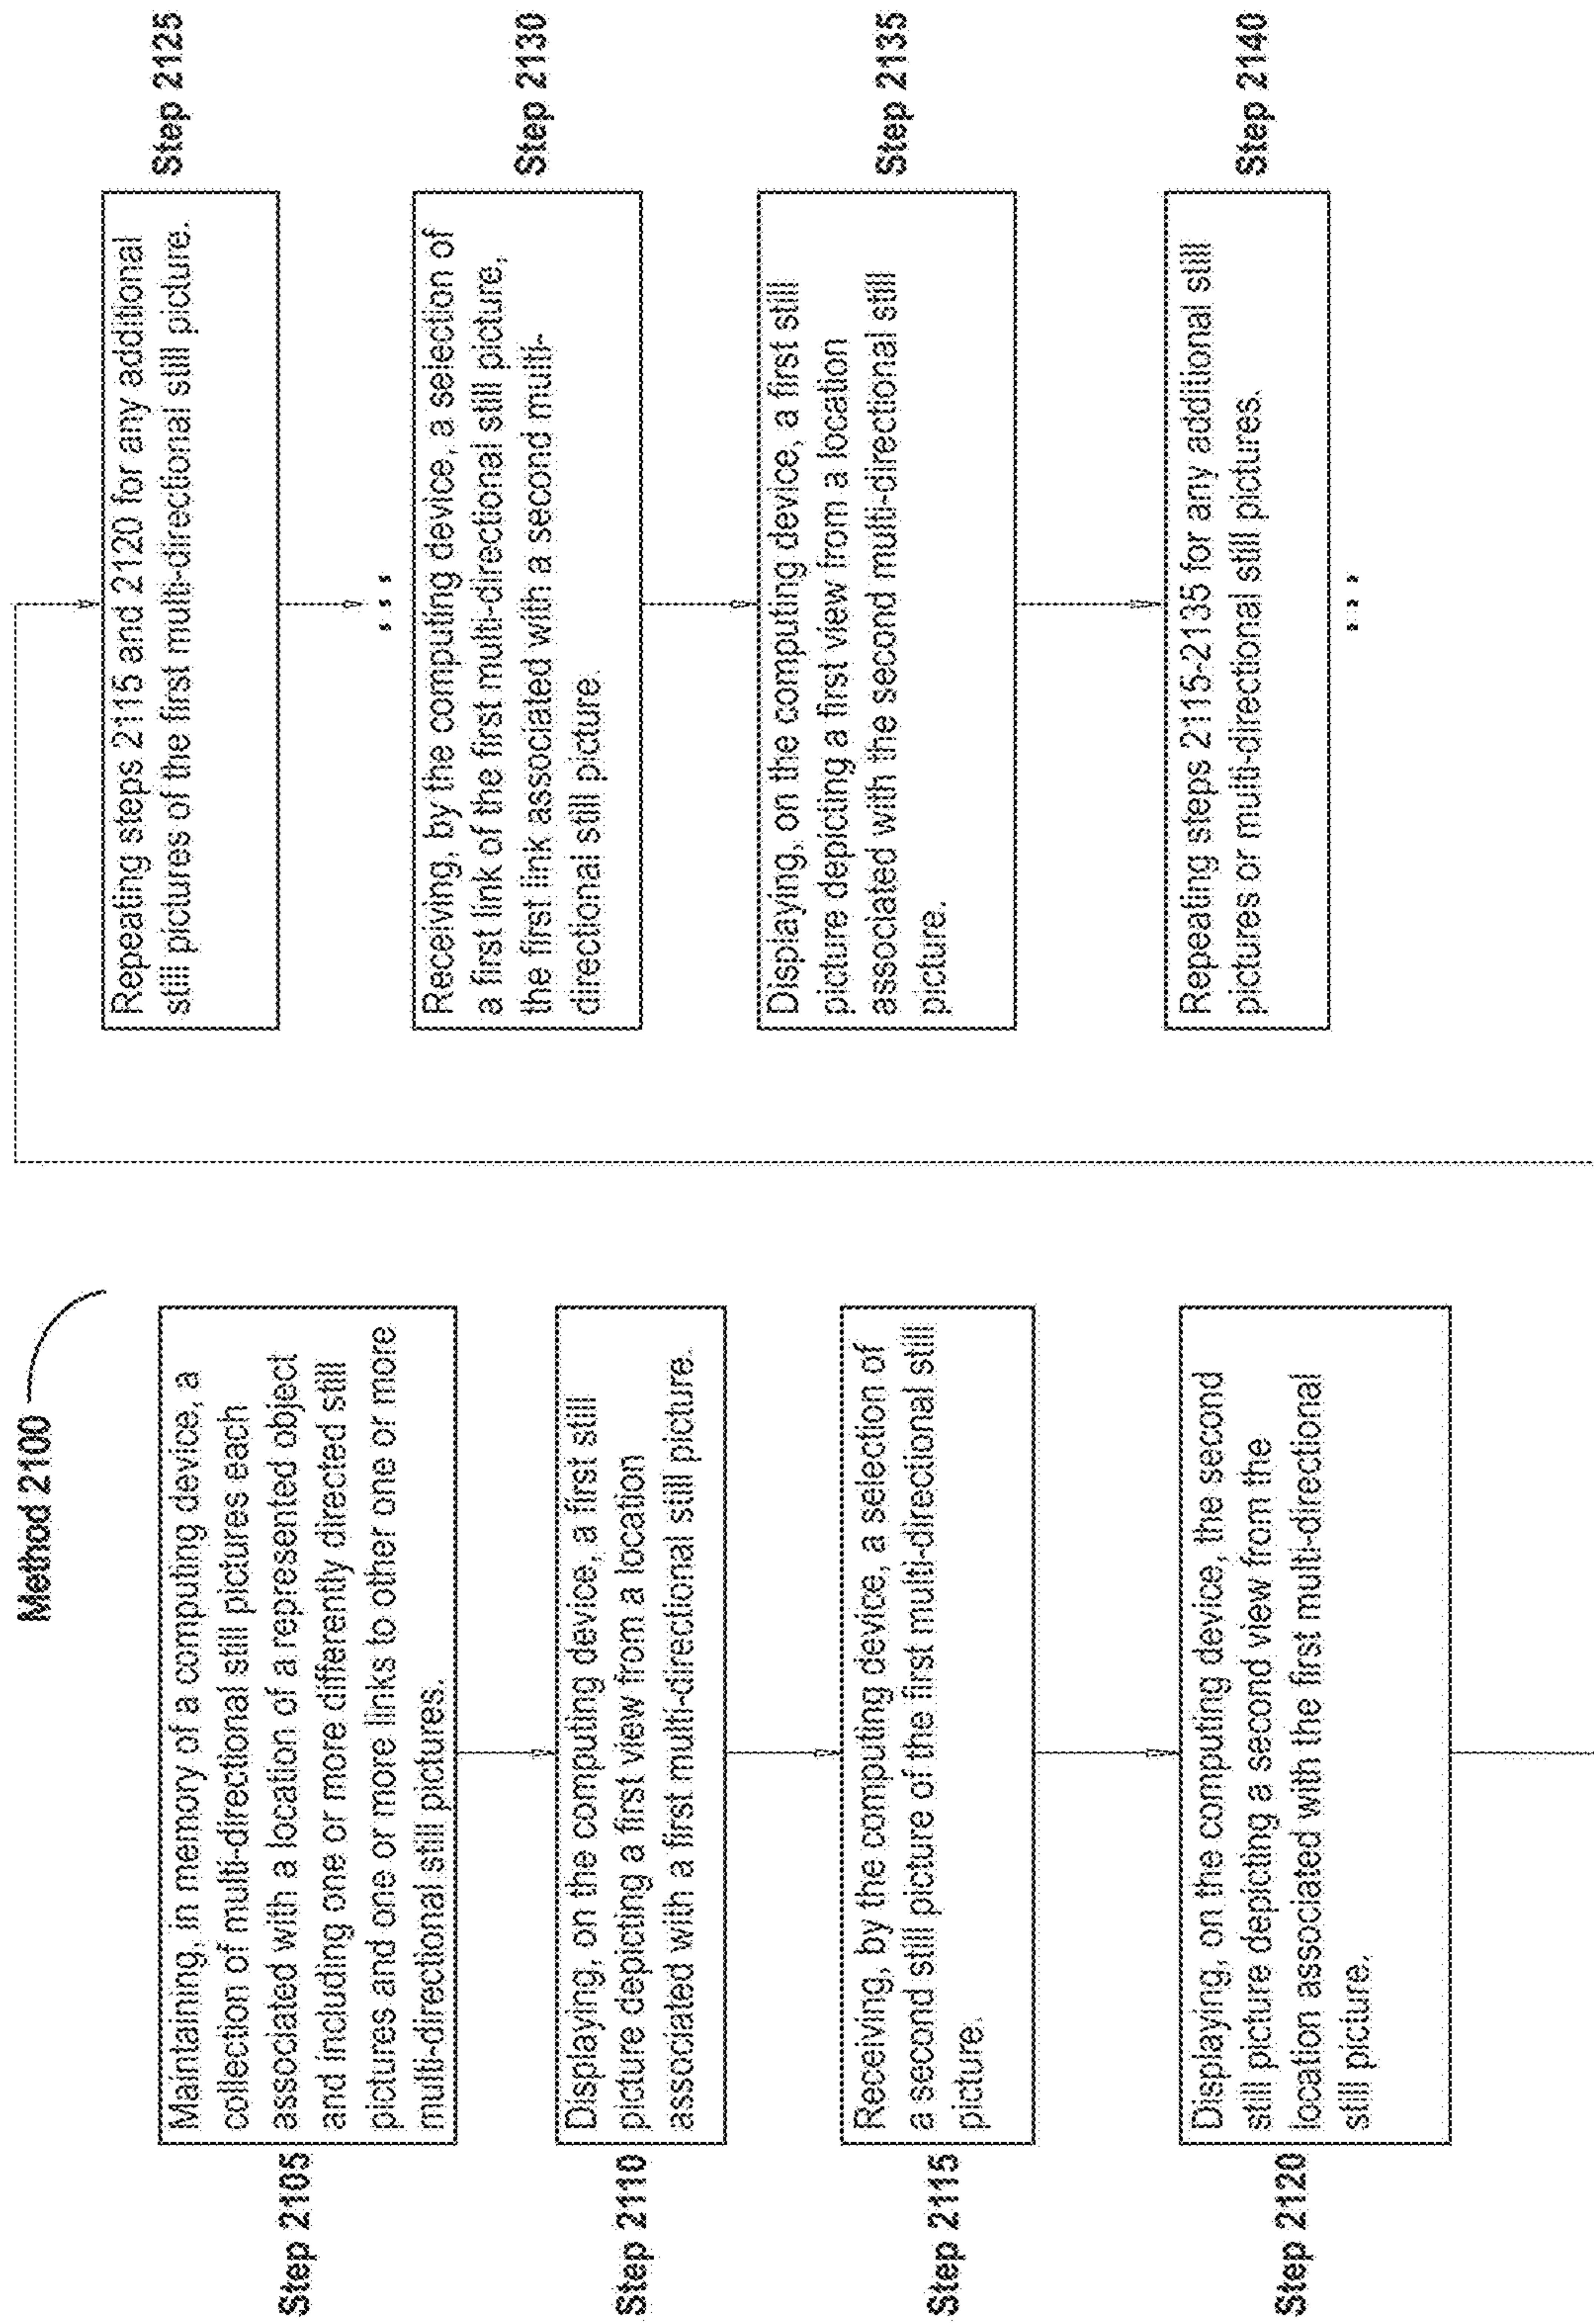 Method 2100
Step 2105
Maintaining, in memory of a computing device, a
collection of multi-directional still pictures each
associated with a location of a represented object
and including one or more differently directed still
pictures and one or more links to other one or more
multi-directional still pictures.
Step 2110
Displaying, on the computing device, a first still
picture depicting a first view from a location
associated with a first multi-directional still picture.
Step 2115
Receiving, by the computing device, a selection of
a second still picture of the first multi-directional still
picture.
Step 2120
Displaying, on the computing device, the second
still picture depicting a second view from the
location associated with the first multi-directional
still picture.
Step 2125
Repeating steps 2115 and 2120 for any additional
still pictures of the first multi-directional still picture.
Step 2130
Receiving, by the computing device, a selection of
a first link of the first multi-directional still picture,
the first link associated with a second multi-
directional still picture.
Step 2135
Displaying, on the computing device, a first still
picture depicting a first view from a location
associated with the second multi-directional still
picture.
Step 2140
Repeating steps 2115-2135 for any additional still
pictures or multi-directional still pictures.